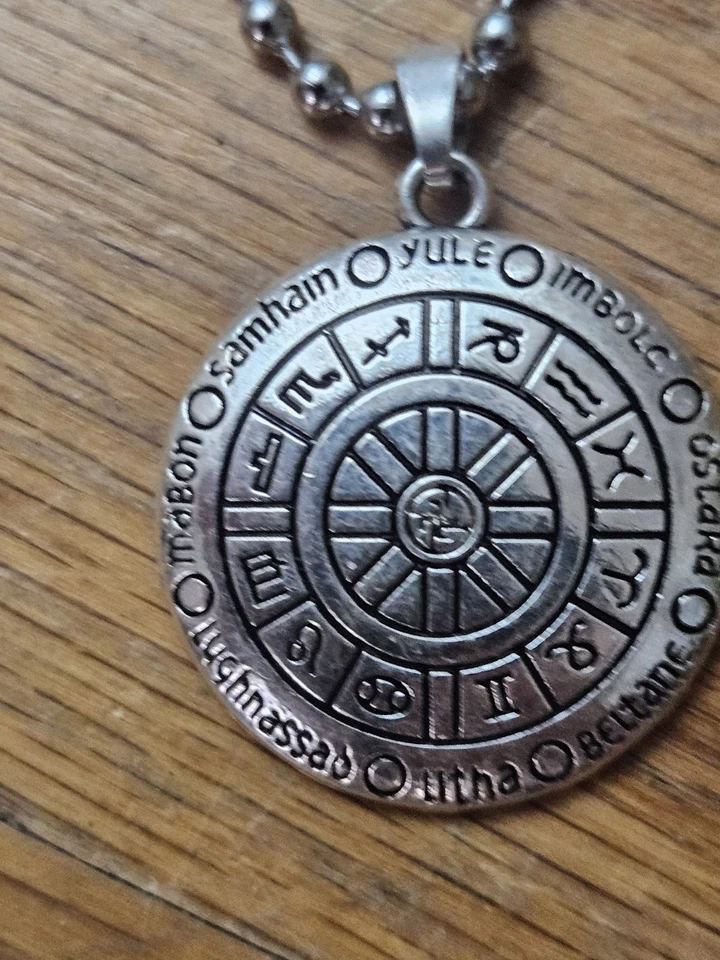 YULE
IMBOLC
OSTARA
BELTANE
LITHA
LUGHNASSAD
MABON
SAMHAIN